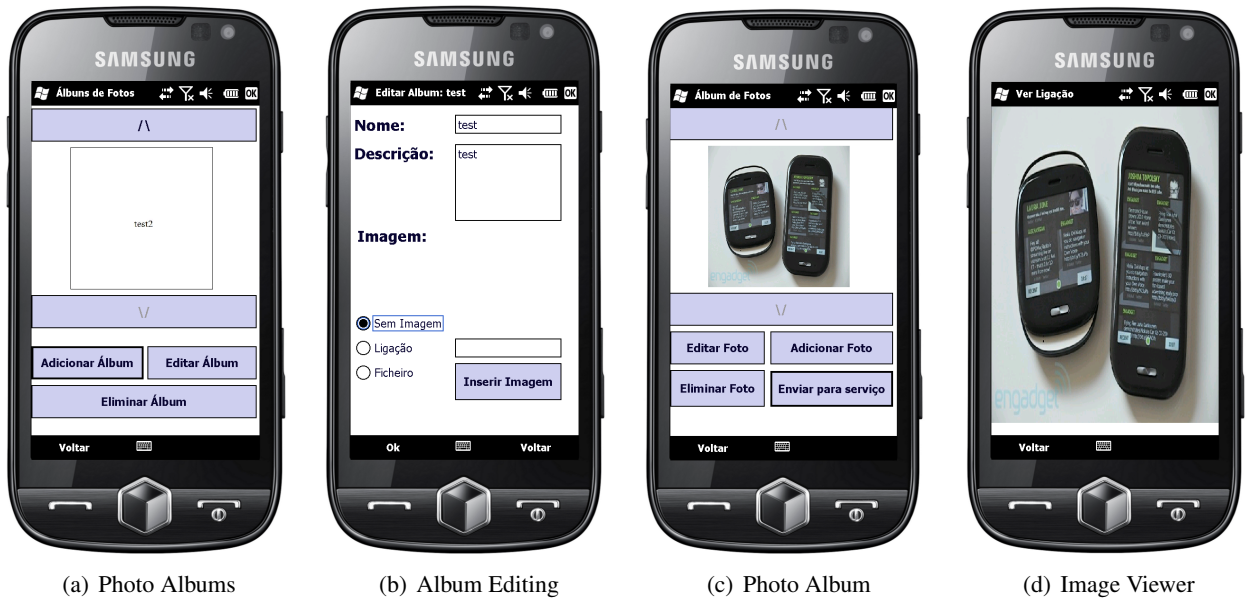 SAMSUNG
Álbuns de Fotos
OK
/\
test2
\/
Adicionar Álbum
Editar Álbum
Eliminar Álbum
Voltar
(a) Photo Albums
SAMSUNG
Editar Album: test
OK
Nome:
test
Descrição:
test
Imagem:
Sem Imagem
Ligação
Ficheiro
Inserir Imagem
Ok
Voltar
(b) Album Editing
SAMSUNG
Álbum de Fotos
OK
/\
engadget
\/
Editar Foto
Adicionar Foto
Eliminar Foto
Enviar para serviço
Voltar
(c) Photo Album
SAMSUNG
Ver Ligação
OK
engadget
Voltar
(d) Image Viewer